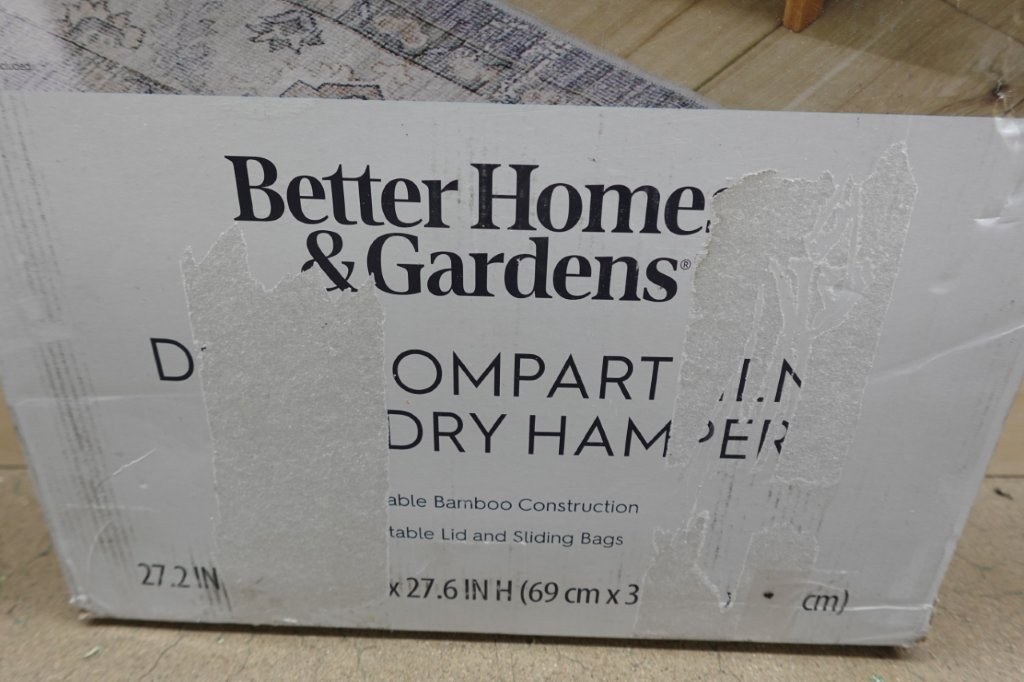 Better Home
& Gardens®
OMPART
DRY HAMPER
able Bamboo Construction
table Lid and Sliding Bags
27.2 IN x 27.6 IN H (69 cm x 3 cm)